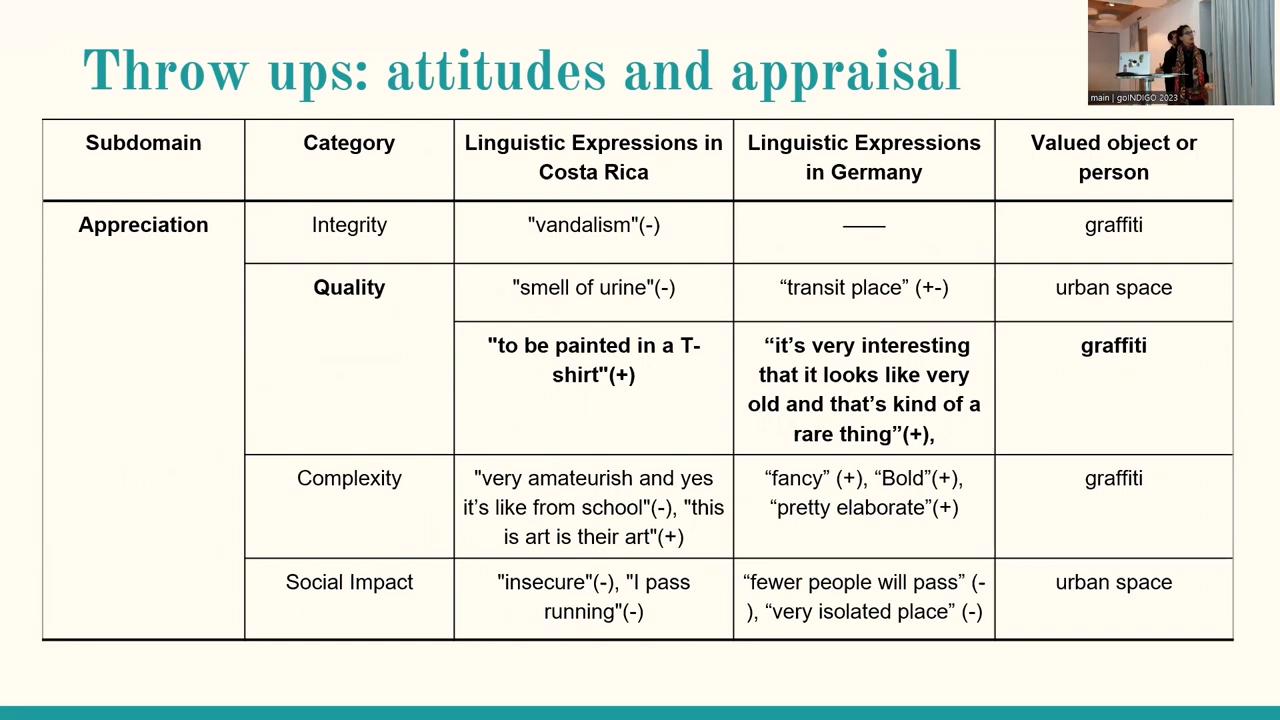 Throw ups: attitudes and appraisal
main | goINDIGO 2023
Subdomain
Category
Linguistic Expressions in
Costa Rica
Linguistic Expressions
in Germany
Valued object or
person
Appreciation
Integrity
"vandalism"(-)
——
graffiti
Quality
"smell of urine"(-)
“transit place” (+-)
urban space
"to be painted in a T-
shirt"(+)
“it’s very interesting
that it looks like very
old and that’s kind of a
rare thing”(+),
graffiti
Complexity
"very amateurish and yes
it’s like from school"(-), "this
is art is their art"(+)
“fancy” (+), “Bold”(+),
“pretty elaborate”(+)
graffiti
Social Impact
"insecure"(-), "I pass
running"(-)
“fewer people will pass” (-
), “very isolated place” (-)
urban space